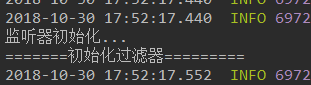 2018-10-30 17:52:17.440  INFO 6972
2018-10-30 17:52:17.440  INFO 6972
监听器初始化...
=======初始化过滤器=========
2018-10-30 17:52:17.552  INFO 6972